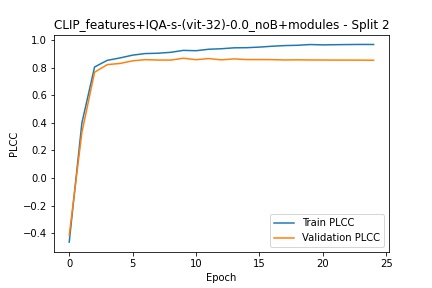 CLIP_features+IQA-s-(vit-32)-0.0_noB+modules - Split 2
1.0
0.8
0.6
0.4
0.2
0.0
−0.2
−0.4
PLCC
Train PLCC
Validation PLCC
0 5 10 15 20 25
Epoch